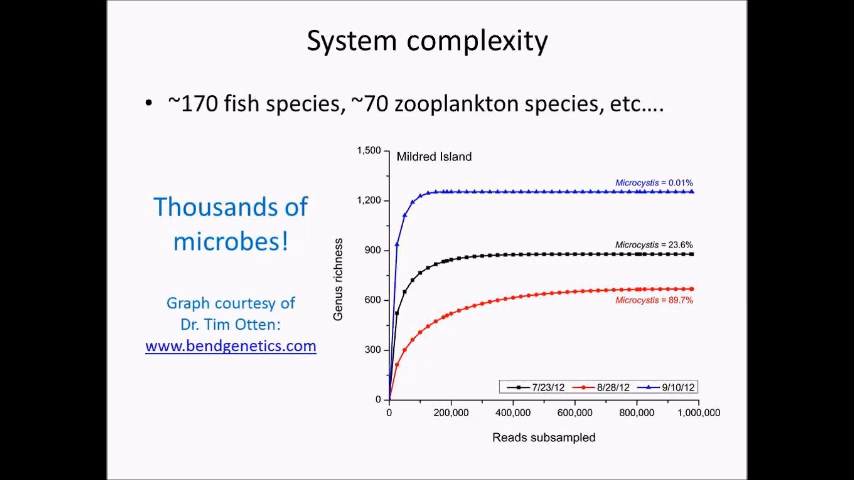 System complexity
• ~170 fish species, ~70 zooplankton species, etc….
Thousands of
microbes!
Graph courtesy of
Dr. Tim Otten:
www.bendgenetics.com
Mildred Island
1,500
1,200
900
600
300
0
Genus richness
Microcystis = 0.01%
Microcystis = 23.6%
Microcystis = 89.7%
7/23/12 8/28/12 9/10/12
0 200,000 400,000 600,000 800,000 1,000,000
Reads subsampled